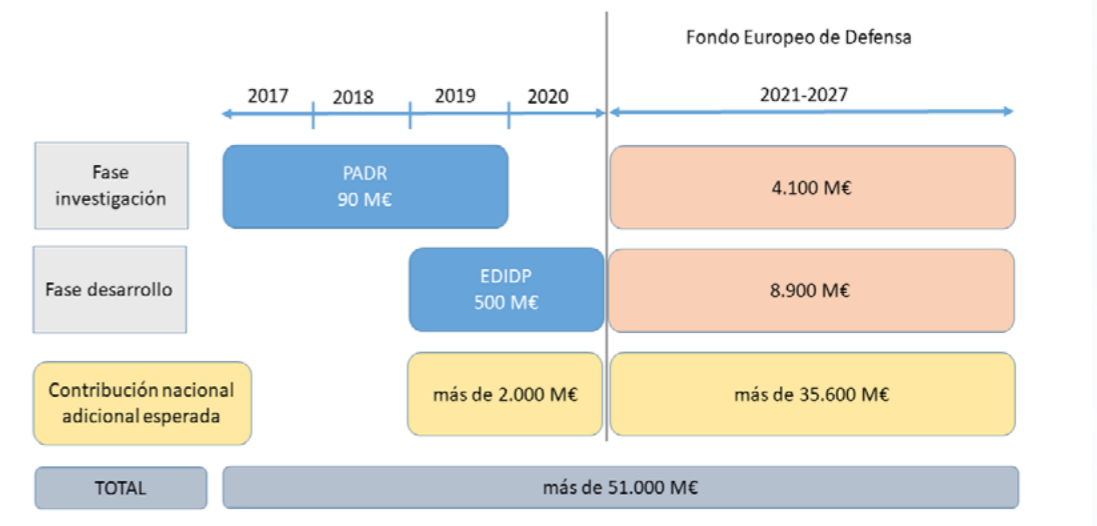 Fondo Europeo de Defensa
2017 2018 2019 2020 2021-2027
Fase
investigación
PADR
90 M€
4.100 M€
Fase desarrollo
EDIDP
500 M€
8.900 M€
Contribución nacional
adicional esperada
más de 2.000 M€
más de 35.600 M€
TOTAL
más de 51.000 M€